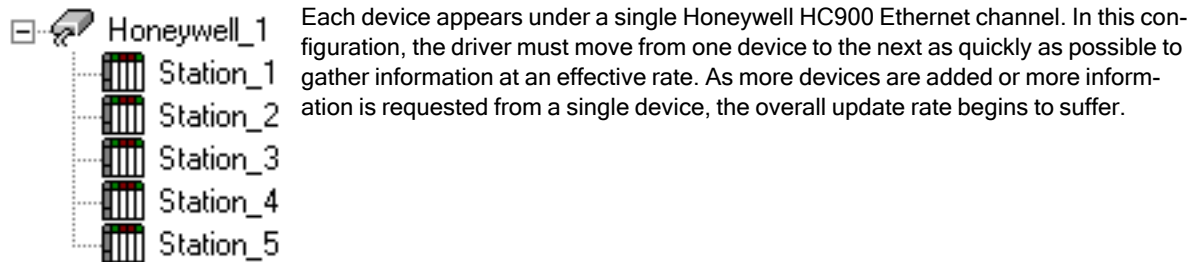 Honeywell_1
Station_1
Station_2
Station_3
Station_4
Station_5
Each device appears under a single Honeywell HC900 Ethernet channel. In this con-
figuration, the driver must move from one device to the next as quickly as possible to
gather information at an effective rate. As more devices are added or more inform-
ation is requested from a single device, the overall update rate begins to suffer.